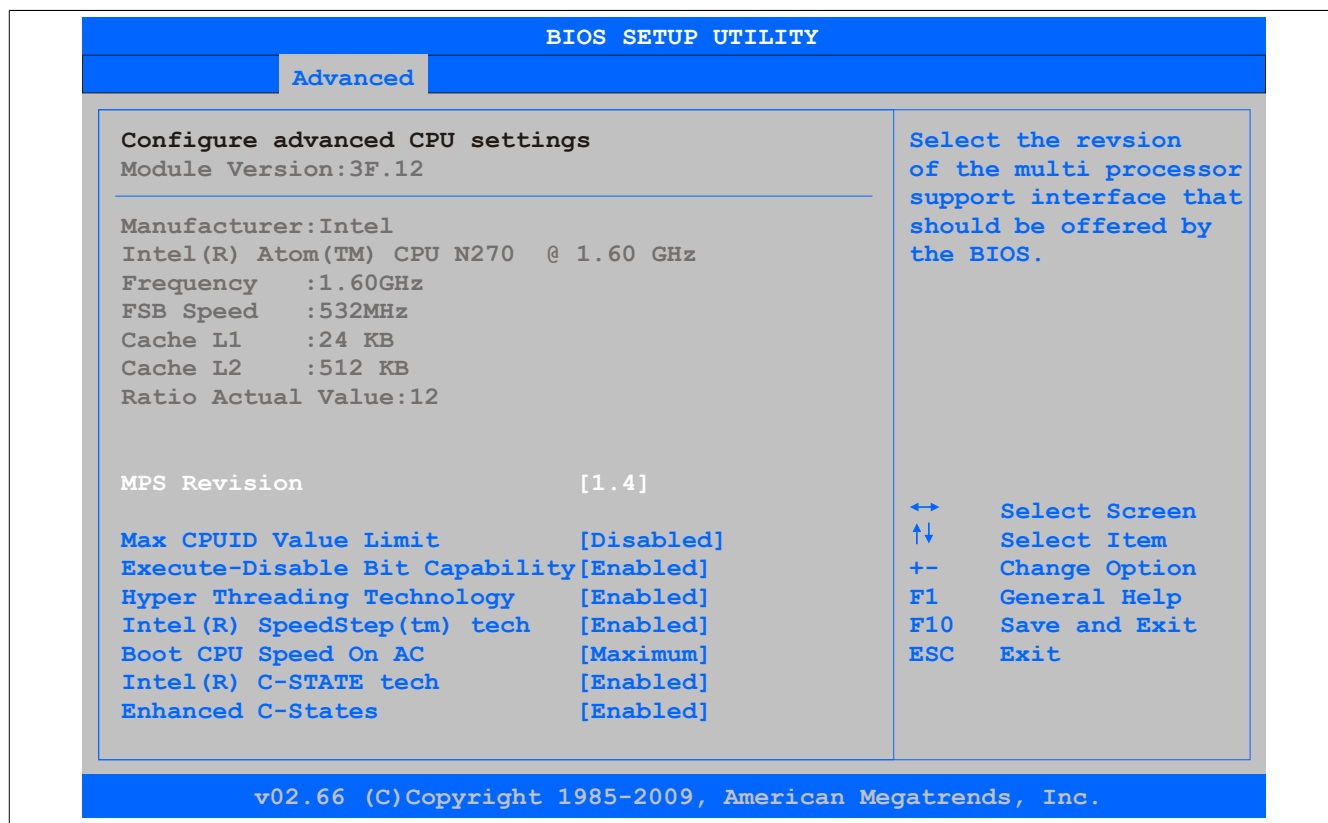 BIOS SETUP UTILITY
Advanced
Configure advanced CPU settings
Module Version:3F.12
Manufacturer:Intel
Intel(R) Atom(TM) CPU N270 @ 1.60 GHz
Frequency :1.60GHz
FSB Speed :532MHz
Cache L1 :24 KB
Cache L2 :512 KB
Ratio Actual Value:12
MPS Revision [1.4]
Max CPUID Value Limit [Disabled]
Execute-Disable Bit Capability[Enabled]
Hyper Threading Technology [Enabled]
Intel(R) SpeedStep(tm) tech [Enabled]
Boot CPU Speed On AC [Maximum]
Intel(R) C-STATE tech [Enabled]
Enhanced C-States [Enabled]
Select the revsion
of the multi processor
support interface that
should be offered by
the BIOS.
↔ Select Screen
↑↓ Select Item
+- Change Option
F1 General Help
F10 Save and Exit
ESC Exit
v02.66 (C)Copyright 1985-2009, American Megatrends, Inc.